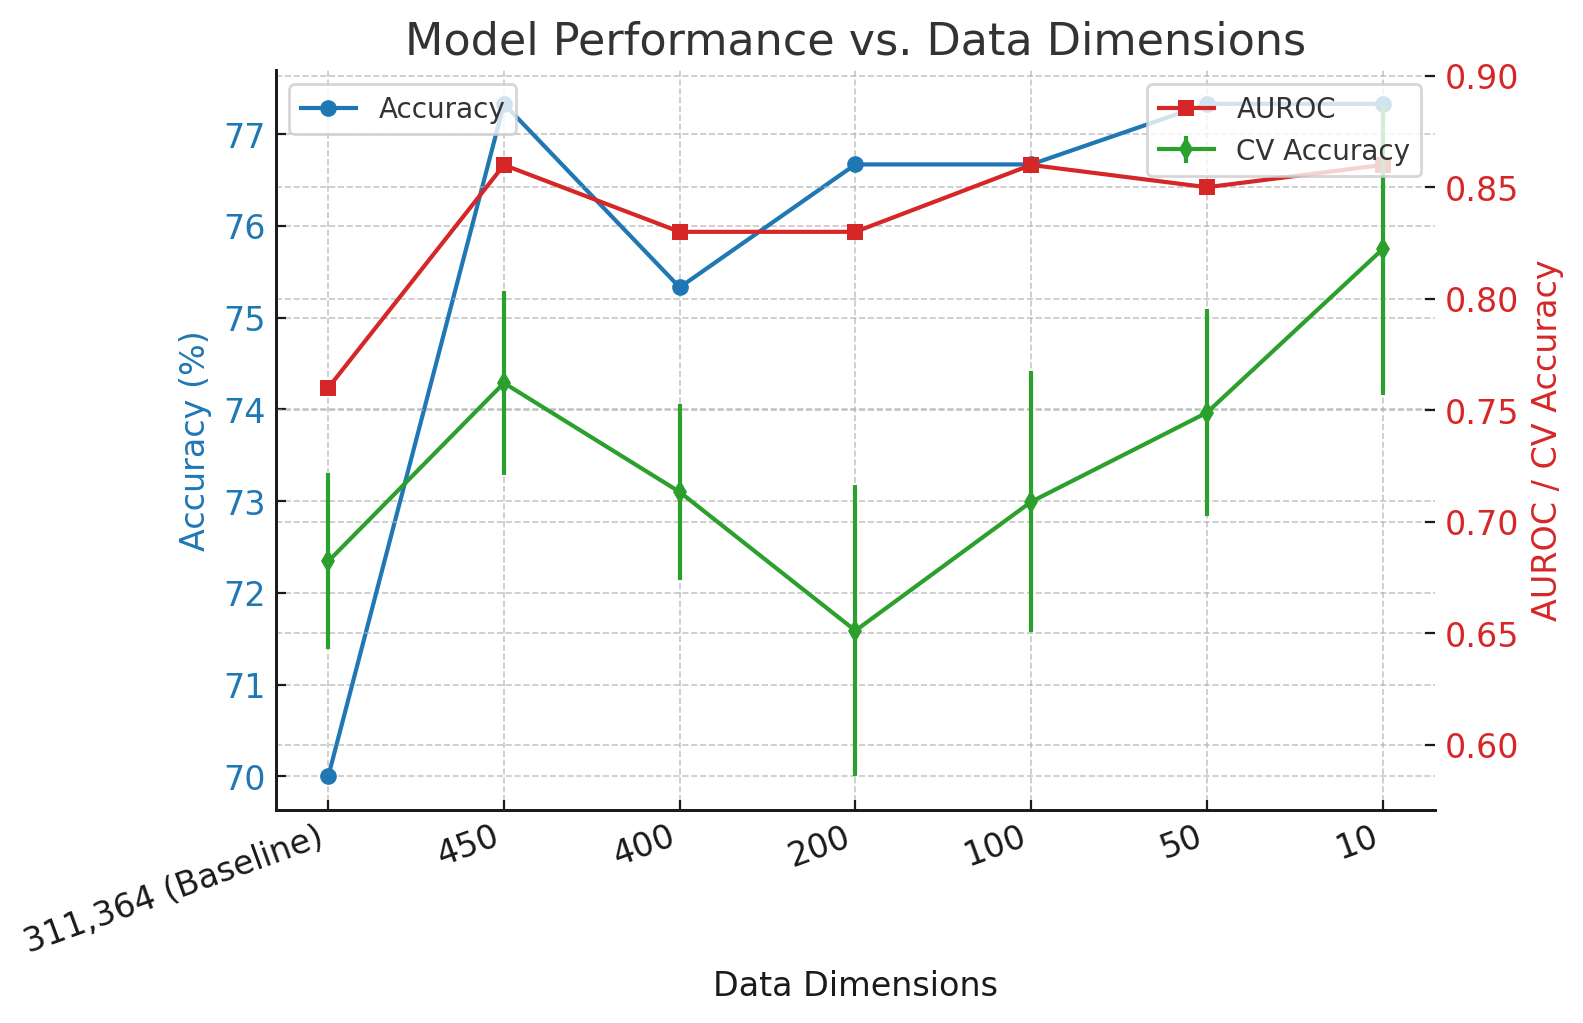 Model Performance vs. Data Dimensions
Accuracy
AUROC
CV Accuracy
77
76
75
74
73
72
71
70
Accuracy (%)
0.90
0.85
0.80
0.75
0.70
0.65
0.60
AUROC / CV Accuracy
311,364 (Baseline)
450
400
200
100
50
10
Data Dimensions